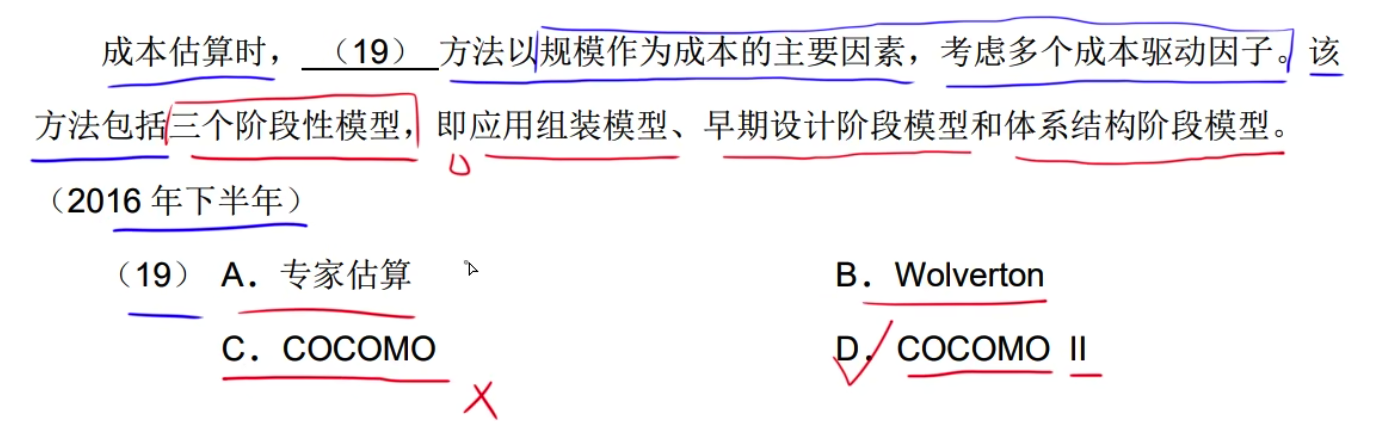 成本估算时，（19）方法以规模作为成本的主要因素，考虑多个成本驱动因子。该
方法包括三个阶段性模型，即应用组装模型、早期设计阶段模型和体系结构阶段模型。
（2016 年下半年）
（19） A．专家估算 B．Wolverton
C．COCOMO D．COCOMO II